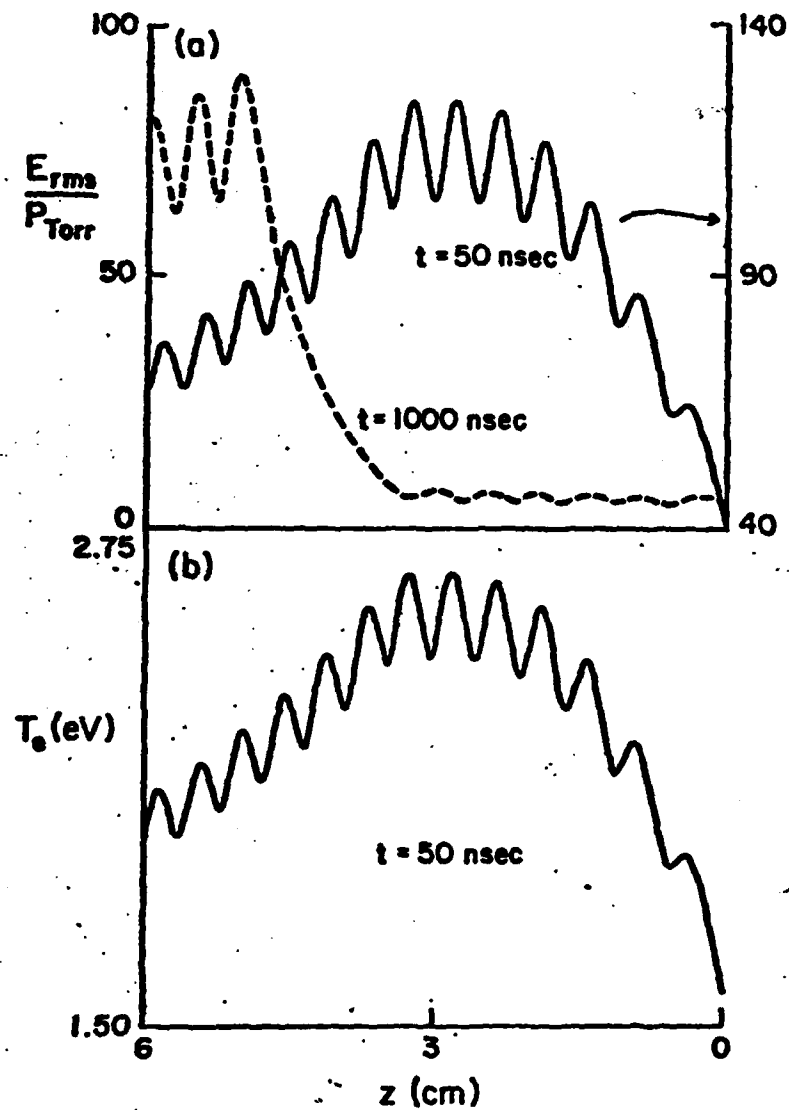 100
(a)
140
E_rms
P_Torr
t = 50 nsec
50
90
t = 1000 nsec
0
40
2.75
(b)
T_e (eV)
t = 50 nsec
1.50
6
3
0
z (cm)